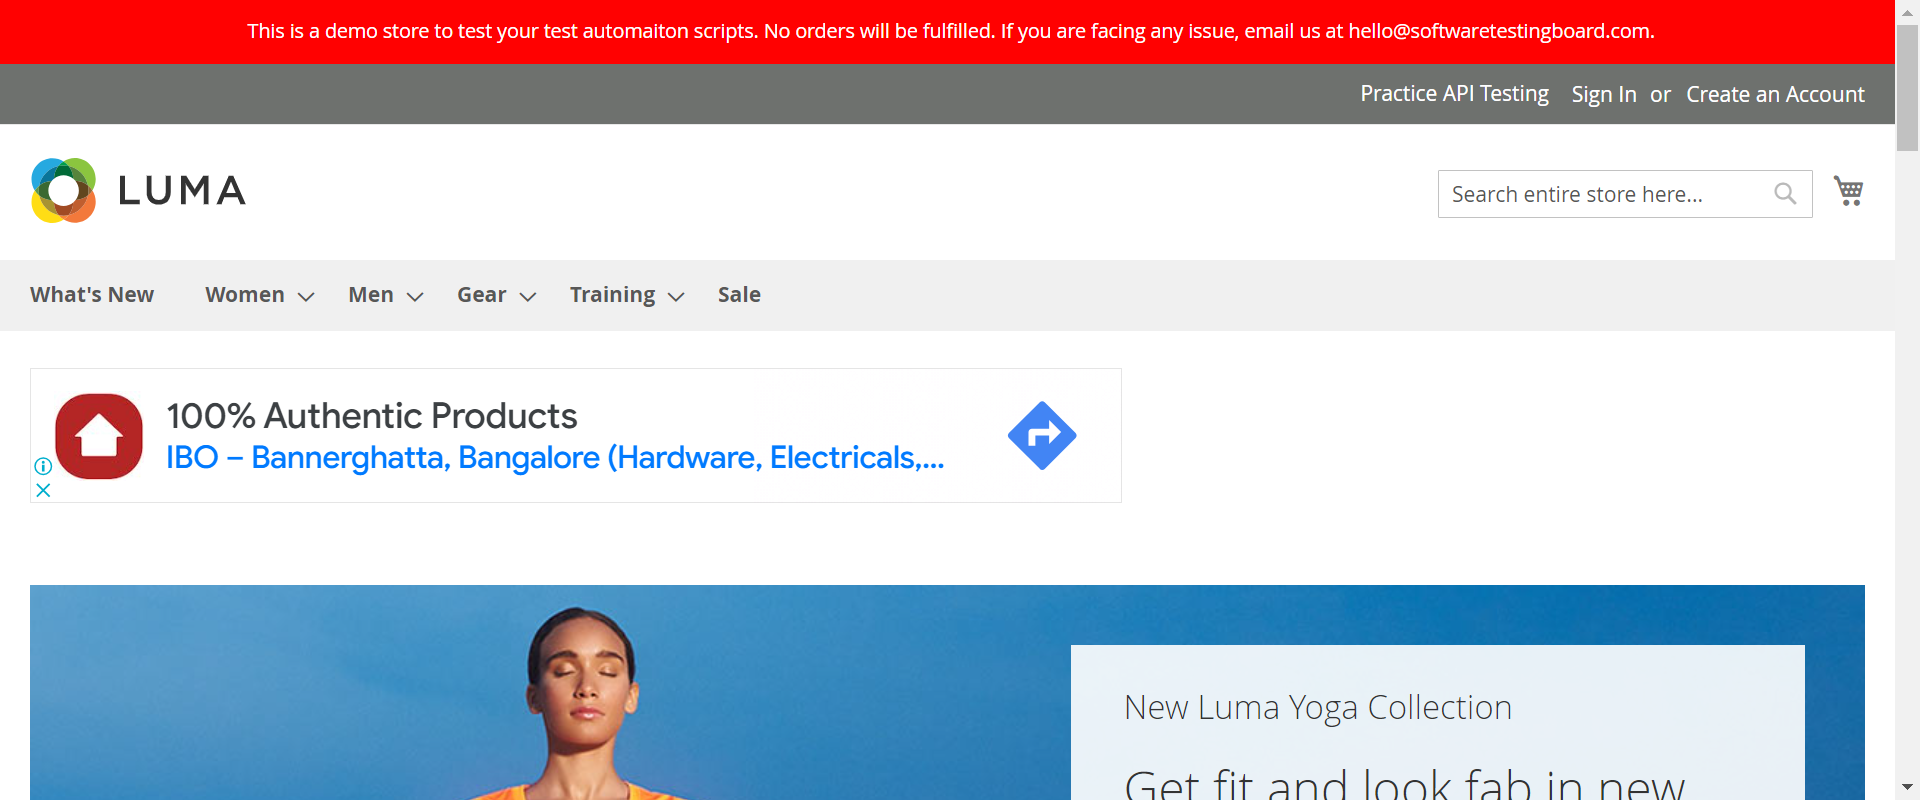 This is a demo store to test your test automaiton scripts. No orders will be fulfilled. If you are facing any issue, email us at hello@softwaretestingboard.com.
Practice API Testing Sign In or Create an Account
LUMA
Search entire store here...
What's New Women Men Gear Training Sale
100% Authentic Products
IBO – Bannerghatta, Bangalore (Hardware, Electricals,...
New Luma Yoga Collection
Get fit and look fab in new